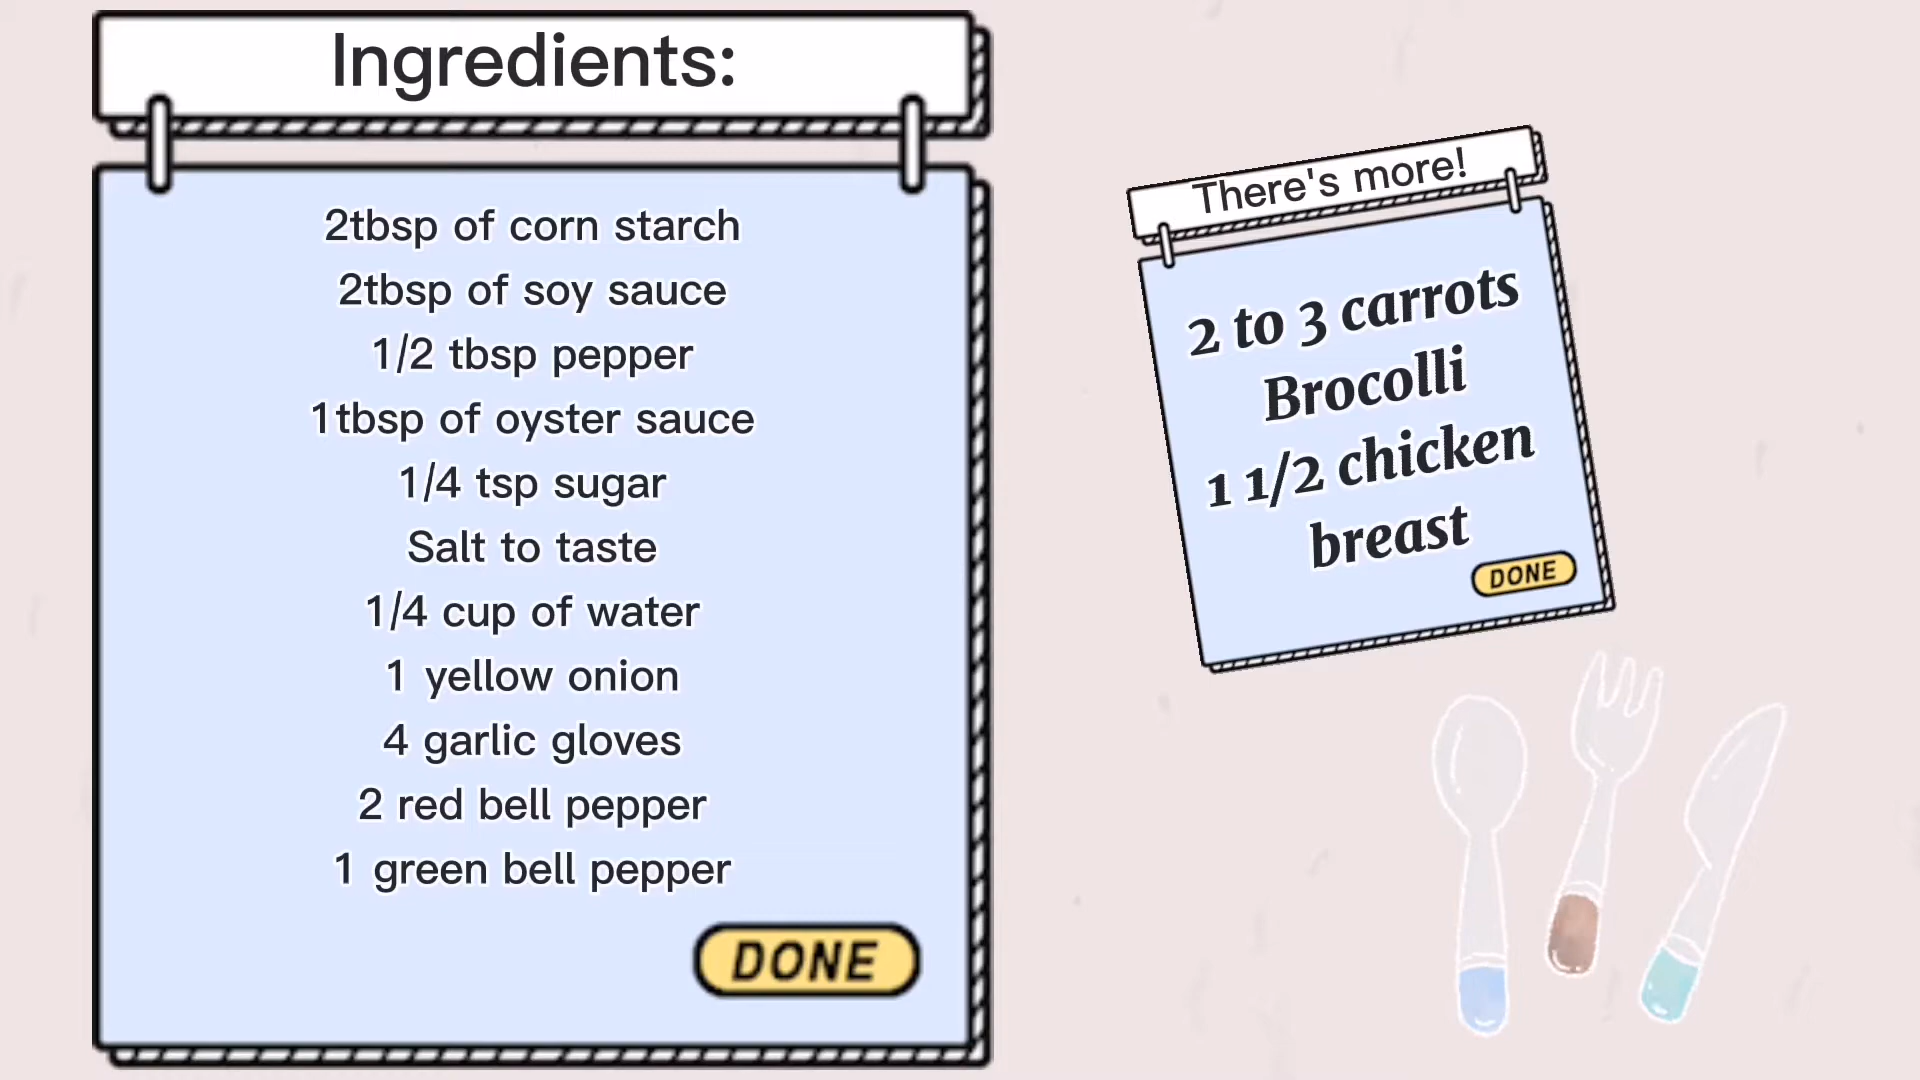 Ingredients:
2tbsp of corn starch
2tbsp of soy sauce
1/2 tbsp pepper
1tbsp of oyster sauce
1/4 tsp sugar
Salt to taste
1/4 cup of water
1 yellow onion
4 garlic gloves
2 red bell pepper
1 green bell pepper
DONE
There's more!
2 to 3 carrots
Brocolli
1 1/2 chicken
breast
DONE